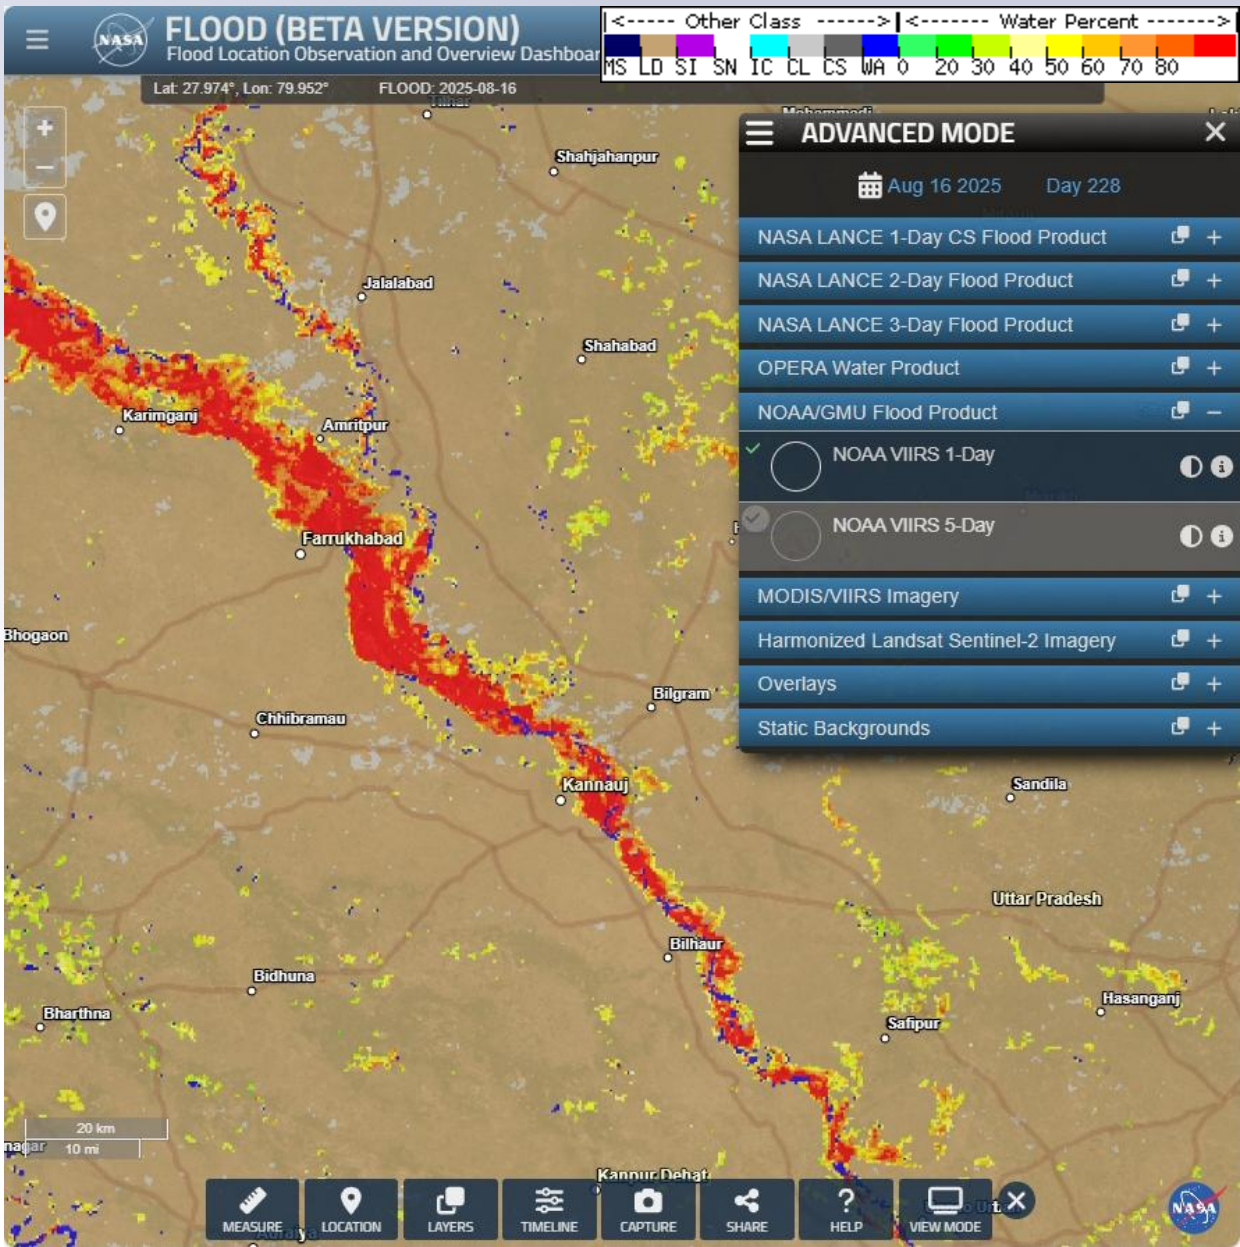 FLOOD (BETA VERSION)
Flood Location Observation and Overview Dashboar
NASA
|<----- Other Class ------>|<------- Water Percent ------->|
MS LD SI SN IC CL CS WA 0 20 30 40 50 60 70 80
Lat: 27.974°, Lon: 79.952° FLOOD: 2025-08-16
Tilhar
Mohammadi
+
−
ADVANCED MODE
Aug 16 2025 Day 228
NASA LANCE 1-Day CS Flood Product
NASA LANCE 2-Day Flood Product
NASA LANCE 3-Day Flood Product
OPERA Water Product
NOAA/GMU Flood Product
NOAA VIIRS 1-Day
NOAA VIIRS 5-Day
MODIS/VIIRS Imagery
Harmonized Landsat Sentinel-2 Imagery
Overlays
Static Backgrounds
Shahjahanpur
Jalalabad
Shahabad
Karimganj
Amritpur
Farrukhabad
Bhogaon
Bilgram
Chhibramau
Kannauj
Sandila
Uttar Pradesh
Bilhaur
Bidhuna
Hasanganj
Bharthna
Safipur
20 km
10 mi
nagar
Kanpur Dehat
MEASURE
LOCATION
LAYERS
TIMELINE
CAPTURE
SHARE
HELP
VIEW MODE
NASA